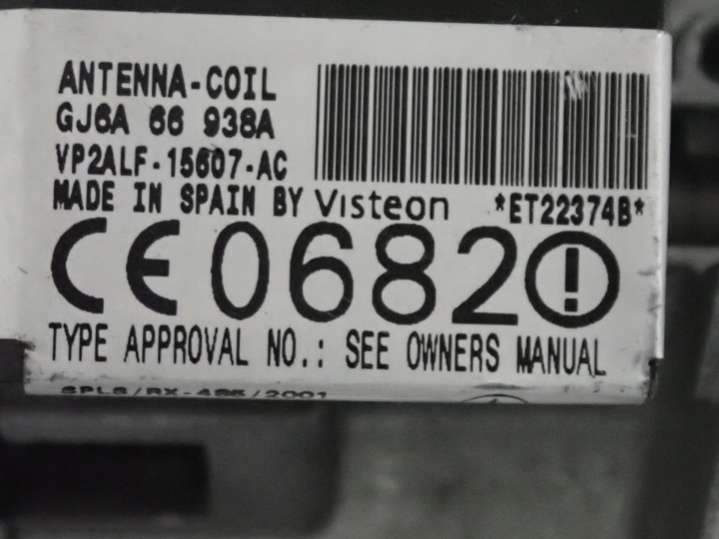 ANTENNA-COIL
GJ6A 66 938A
VP2ALF-15607-AC
MADE IN SPAIN BY Visteon *ET22374B*
CE0682
TYPE APPROVAL NO.: SEE OWNERS MANUAL